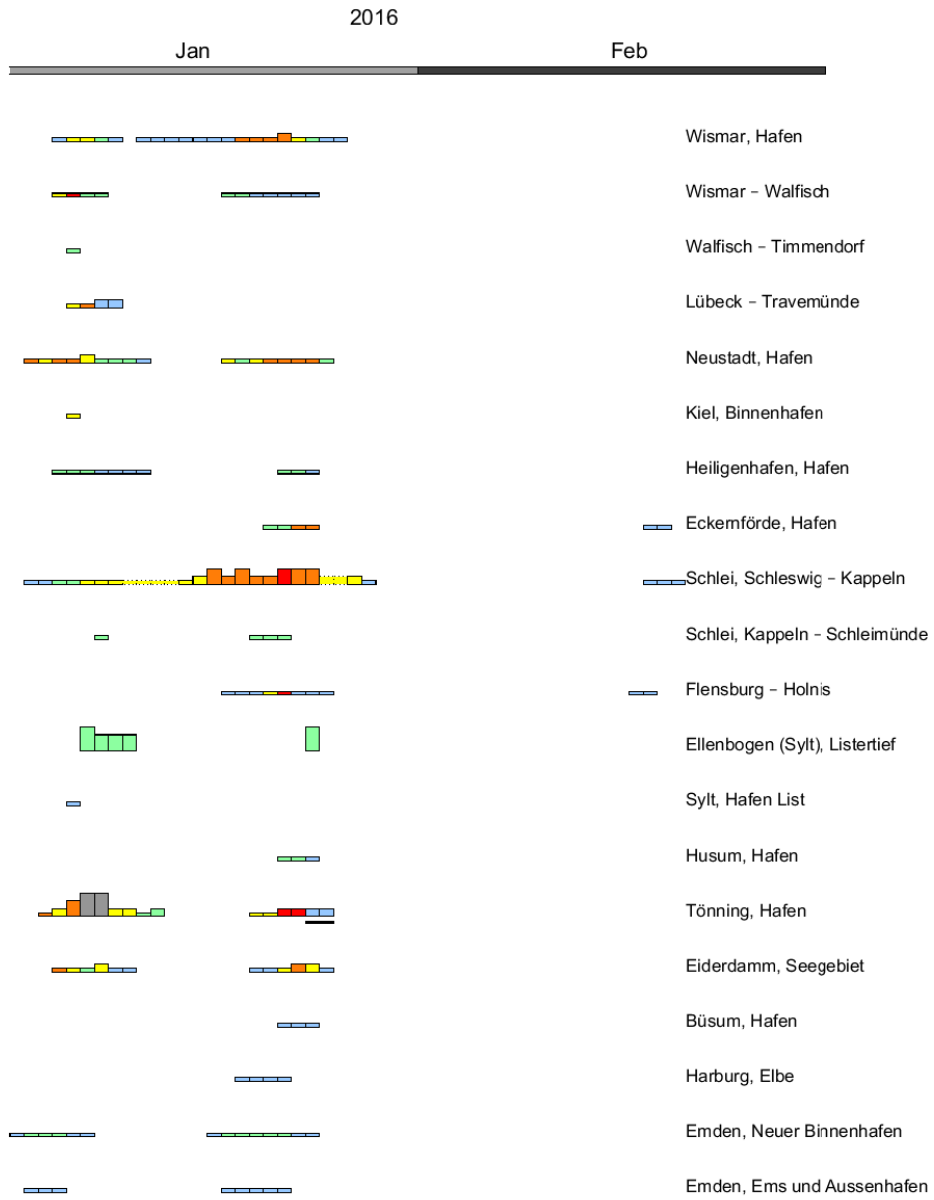 2016
Jan Feb
Wismar, Hafen
Wismar – Walfisch
Walfisch – Timmendorf
Lübeck – Travemünde
Neustadt, Hafen
Kiel, Binnenhafen
Heiligenhafen, Hafen
Eckernförde, Hafen
Schlei, Schleswig – Kappeln
Schlei, Kappeln – Schleimünde
Flensburg – Holnis
Ellenbogen (Sylt), Listertief
Sylt, Hafen List
Husum, Hafen
Tönning, Hafen
Eiderdamm, Seegebiet
Büsum, Hafen
Harburg, Elbe
Emden, Neuer Binnenhafen
Emden, Ems und Aussenhafen